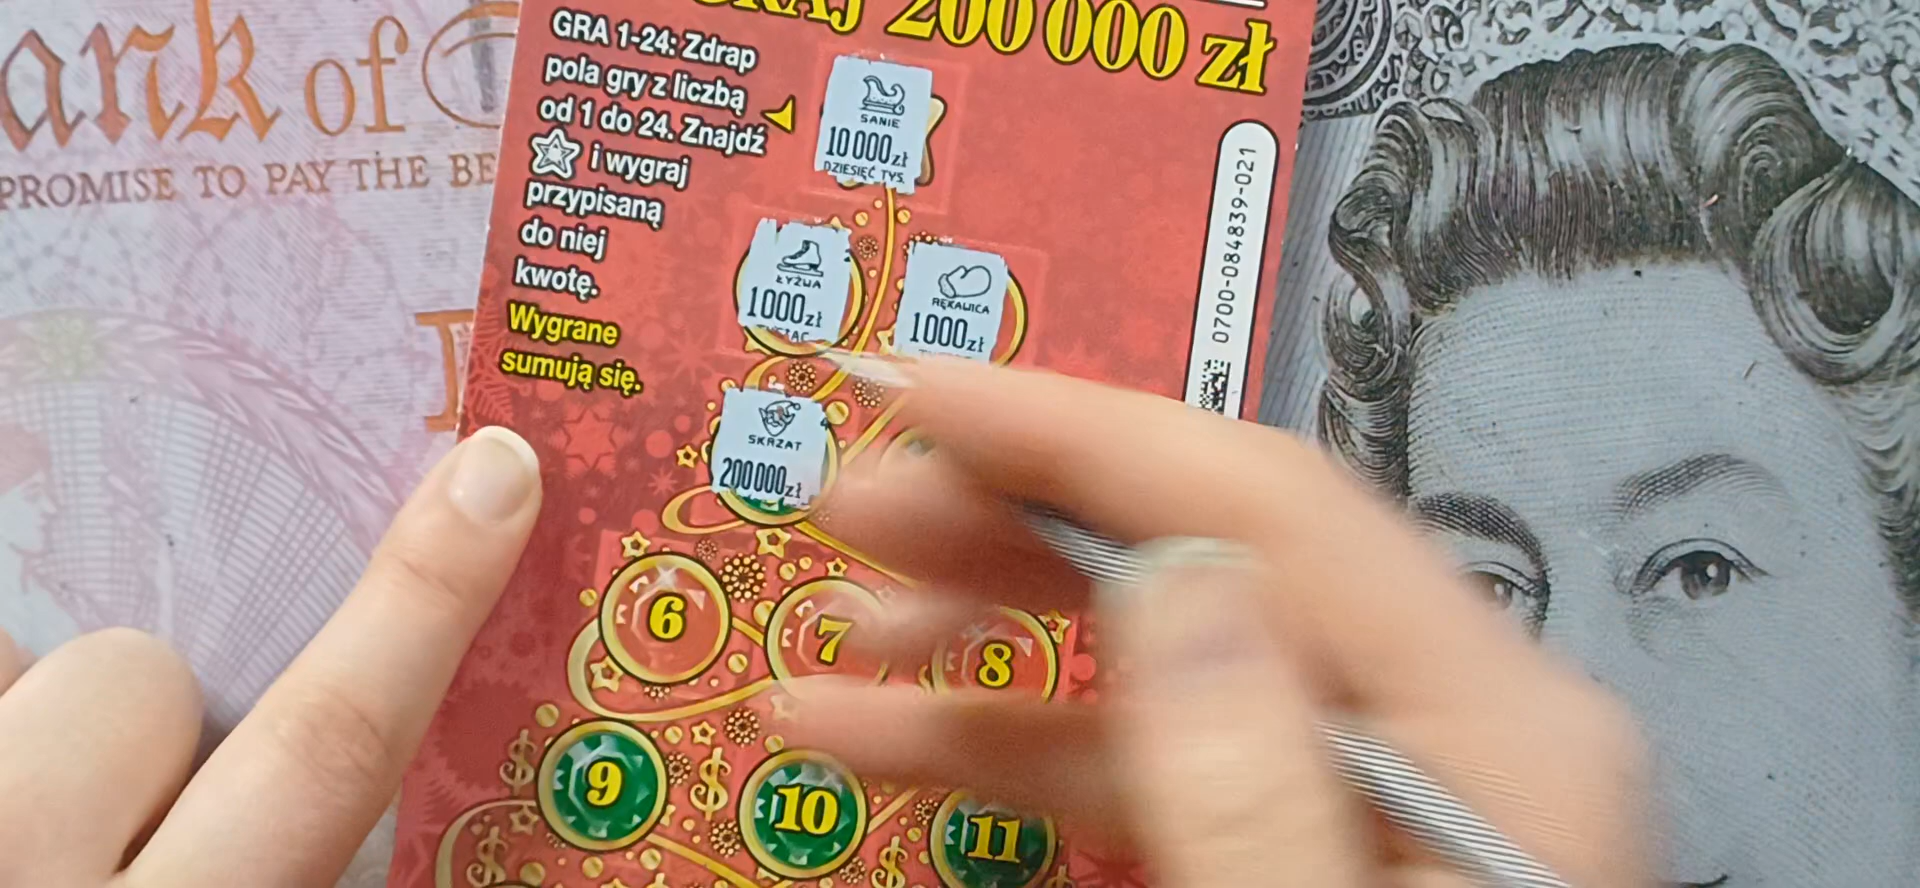 ank of
PROMISE TO PAY THE BE
200 000 zł
GRA 1-24: Zdrap
pola gry z liczbą
od 1 do 24. Znajdź
i wygraj
przypisaną
do niej
kwotę.
Wygrane
sumują się.
SANIE
10 000 zł
DZIESIĘĆ TYS.
ŁYŻWA
1000 zł
RĘKAWICA
1000 zł
SKRZAT
200 000 zł
6
7
8
9
10
11
0700-084839-021